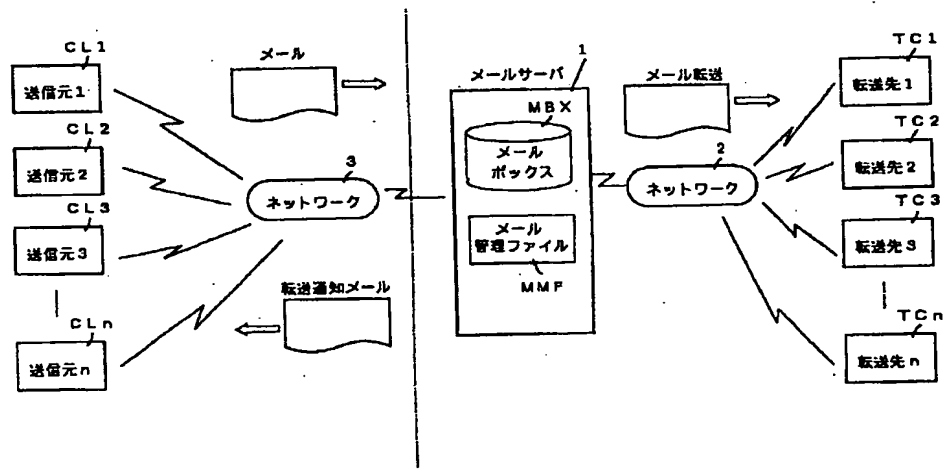 CL1
送信元1
CL2
送信元2
CL3
送信元3
CLn
送信元n
メール
3
ネットワーク
転送通知メール
メールサーバ
1
MBX
メール
ボックス
メール
管理ファイル
MMF
メール転送
2
ネットワーク
TC1
転送先1
TC2
転送先2
TC3
転送先3
TCn
転送先n